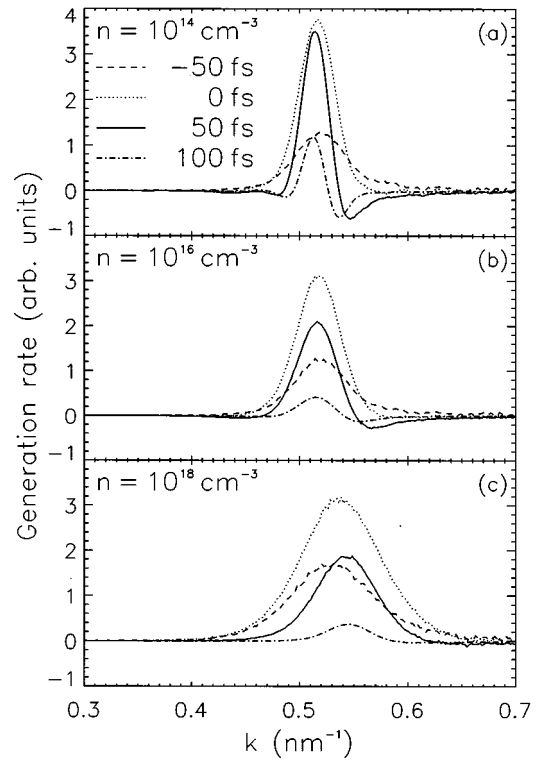 4
n = 10¹⁴ cm⁻³ (a)
3
−50 fs
0 fs
2
50 fs
1
100 fs
0
−1
n = 10¹⁶ cm⁻³ (b)
3
2
1
0
−1
n = 10¹⁸ cm⁻³ (c)
3
2
1
0
−1
Generation rate (arb. units)
0.3 0.4 0.5 0.6 0.7
k (nm⁻¹)